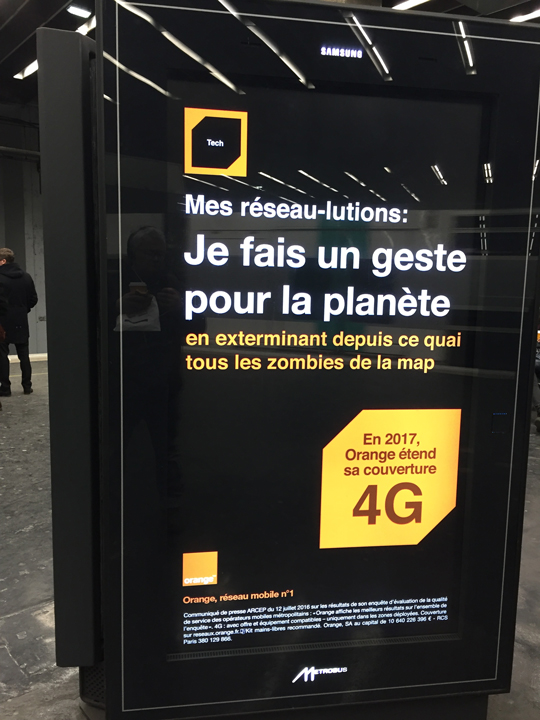 SAMSUNG
Tech
Mes réseau-lutions:
Je fais un geste
pour la planète
en exterminant depuis ce quai
tous les zombies de la map
En 2017,
Orange étend
sa couverture
4G
orange
Orange, réseau mobile n°1
Communiqué de presse ARCEP du 12 juillet 2016 sur les résultats de son enquête d'évaluation de la qualité
de service des opérateurs mobiles métropolitains : «Orange affiche les meilleurs résultats sur l'ensemble de
l'enquête». 4G : avec offre et équipement compatibles – uniquement dans les zones déployées. Couverture
sur reseaux.orange.fr Kit mains-libres recommandé. Orange, SA au capital de 10 640 226 396 € - RCS
Paris 380 129 866.
METROBUS